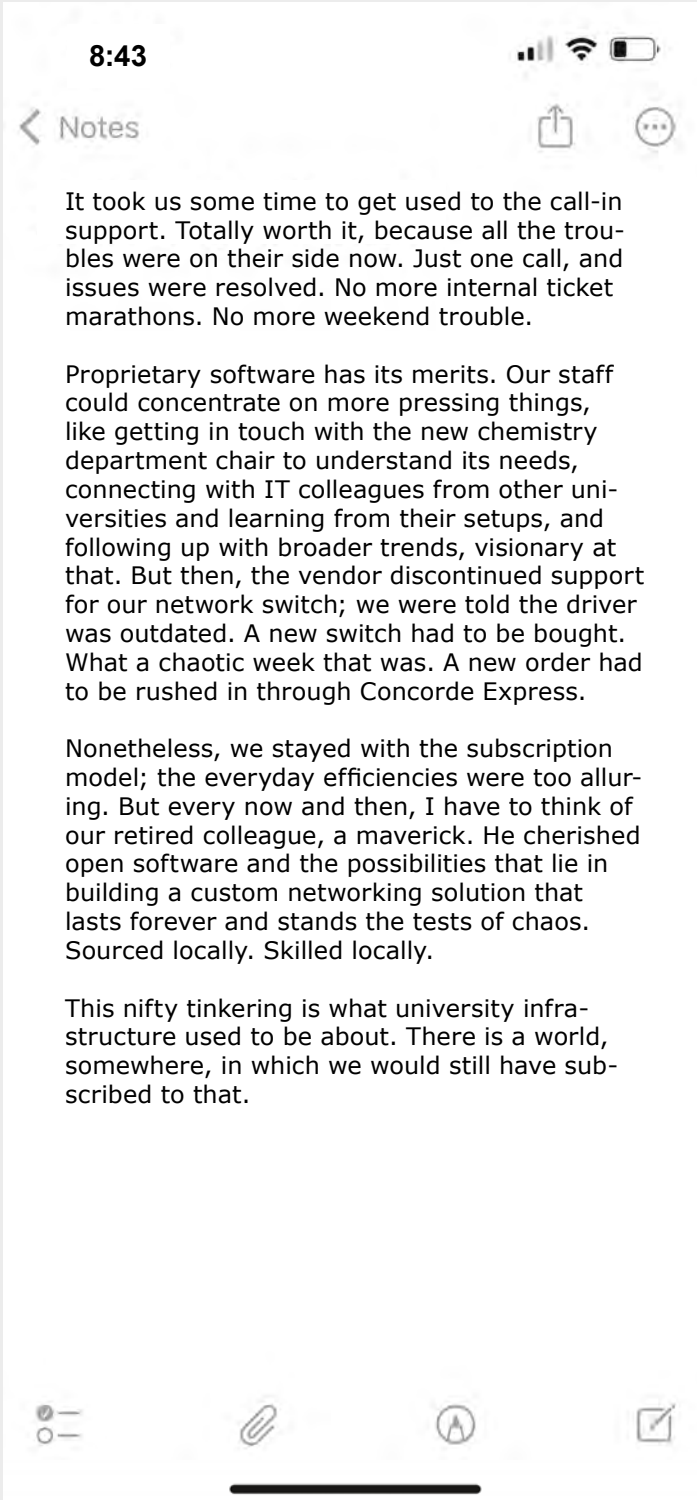 8:43
Notes
It took us some time to get used to the call-in
support. Totally worth it, because all the trou-
bles were on their side now. Just one call, and
issues were resolved. No more internal ticket
marathons. No more weekend trouble.
Proprietary software has its merits. Our staff
could concentrate on more pressing things,
like getting in touch with the new chemistry
department chair to understand its needs,
connecting with IT colleagues from other uni-
versities and learning from their setups, and
following up with broader trends, visionary at
that. But then, the vendor discontinued support
for our network switch; we were told the driver
was outdated. A new switch had to be bought.
What a chaotic week that was. A new order had
to be rushed in through Concorde Express.
Nonetheless, we stayed with the subscription
model; the everyday efficiencies were too allur-
ing. But every now and then, I have to think of
our retired colleague, a maverick. He cherished
open software and the possibilities that lie in
building a custom networking solution that
lasts forever and stands the tests of chaos.
Sourced locally. Skilled locally.
This nifty tinkering is what university infra-
structure used to be about. There is a world,
somewhere, in which we would still have sub-
scribed to that.